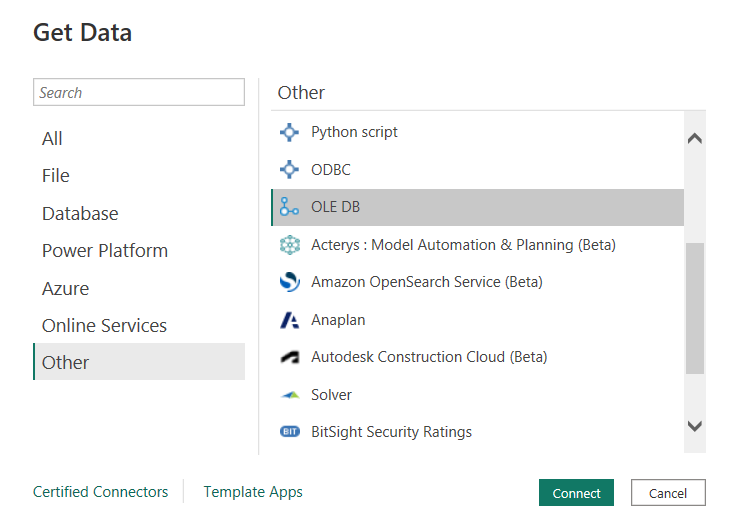 Get Data
Search
All
File
Database
Power Platform
Azure
Online Services
Other
Other
Python script
ODBC
OLE DB
Acterys : Model Automation & Planning (Beta)
Amazon OpenSearch Service (Beta)
Anaplan
Autodesk Construction Cloud (Beta)
Solver
BIT BitSight Security Ratings
Certified Connectors
Template Apps
Connect
Cancel